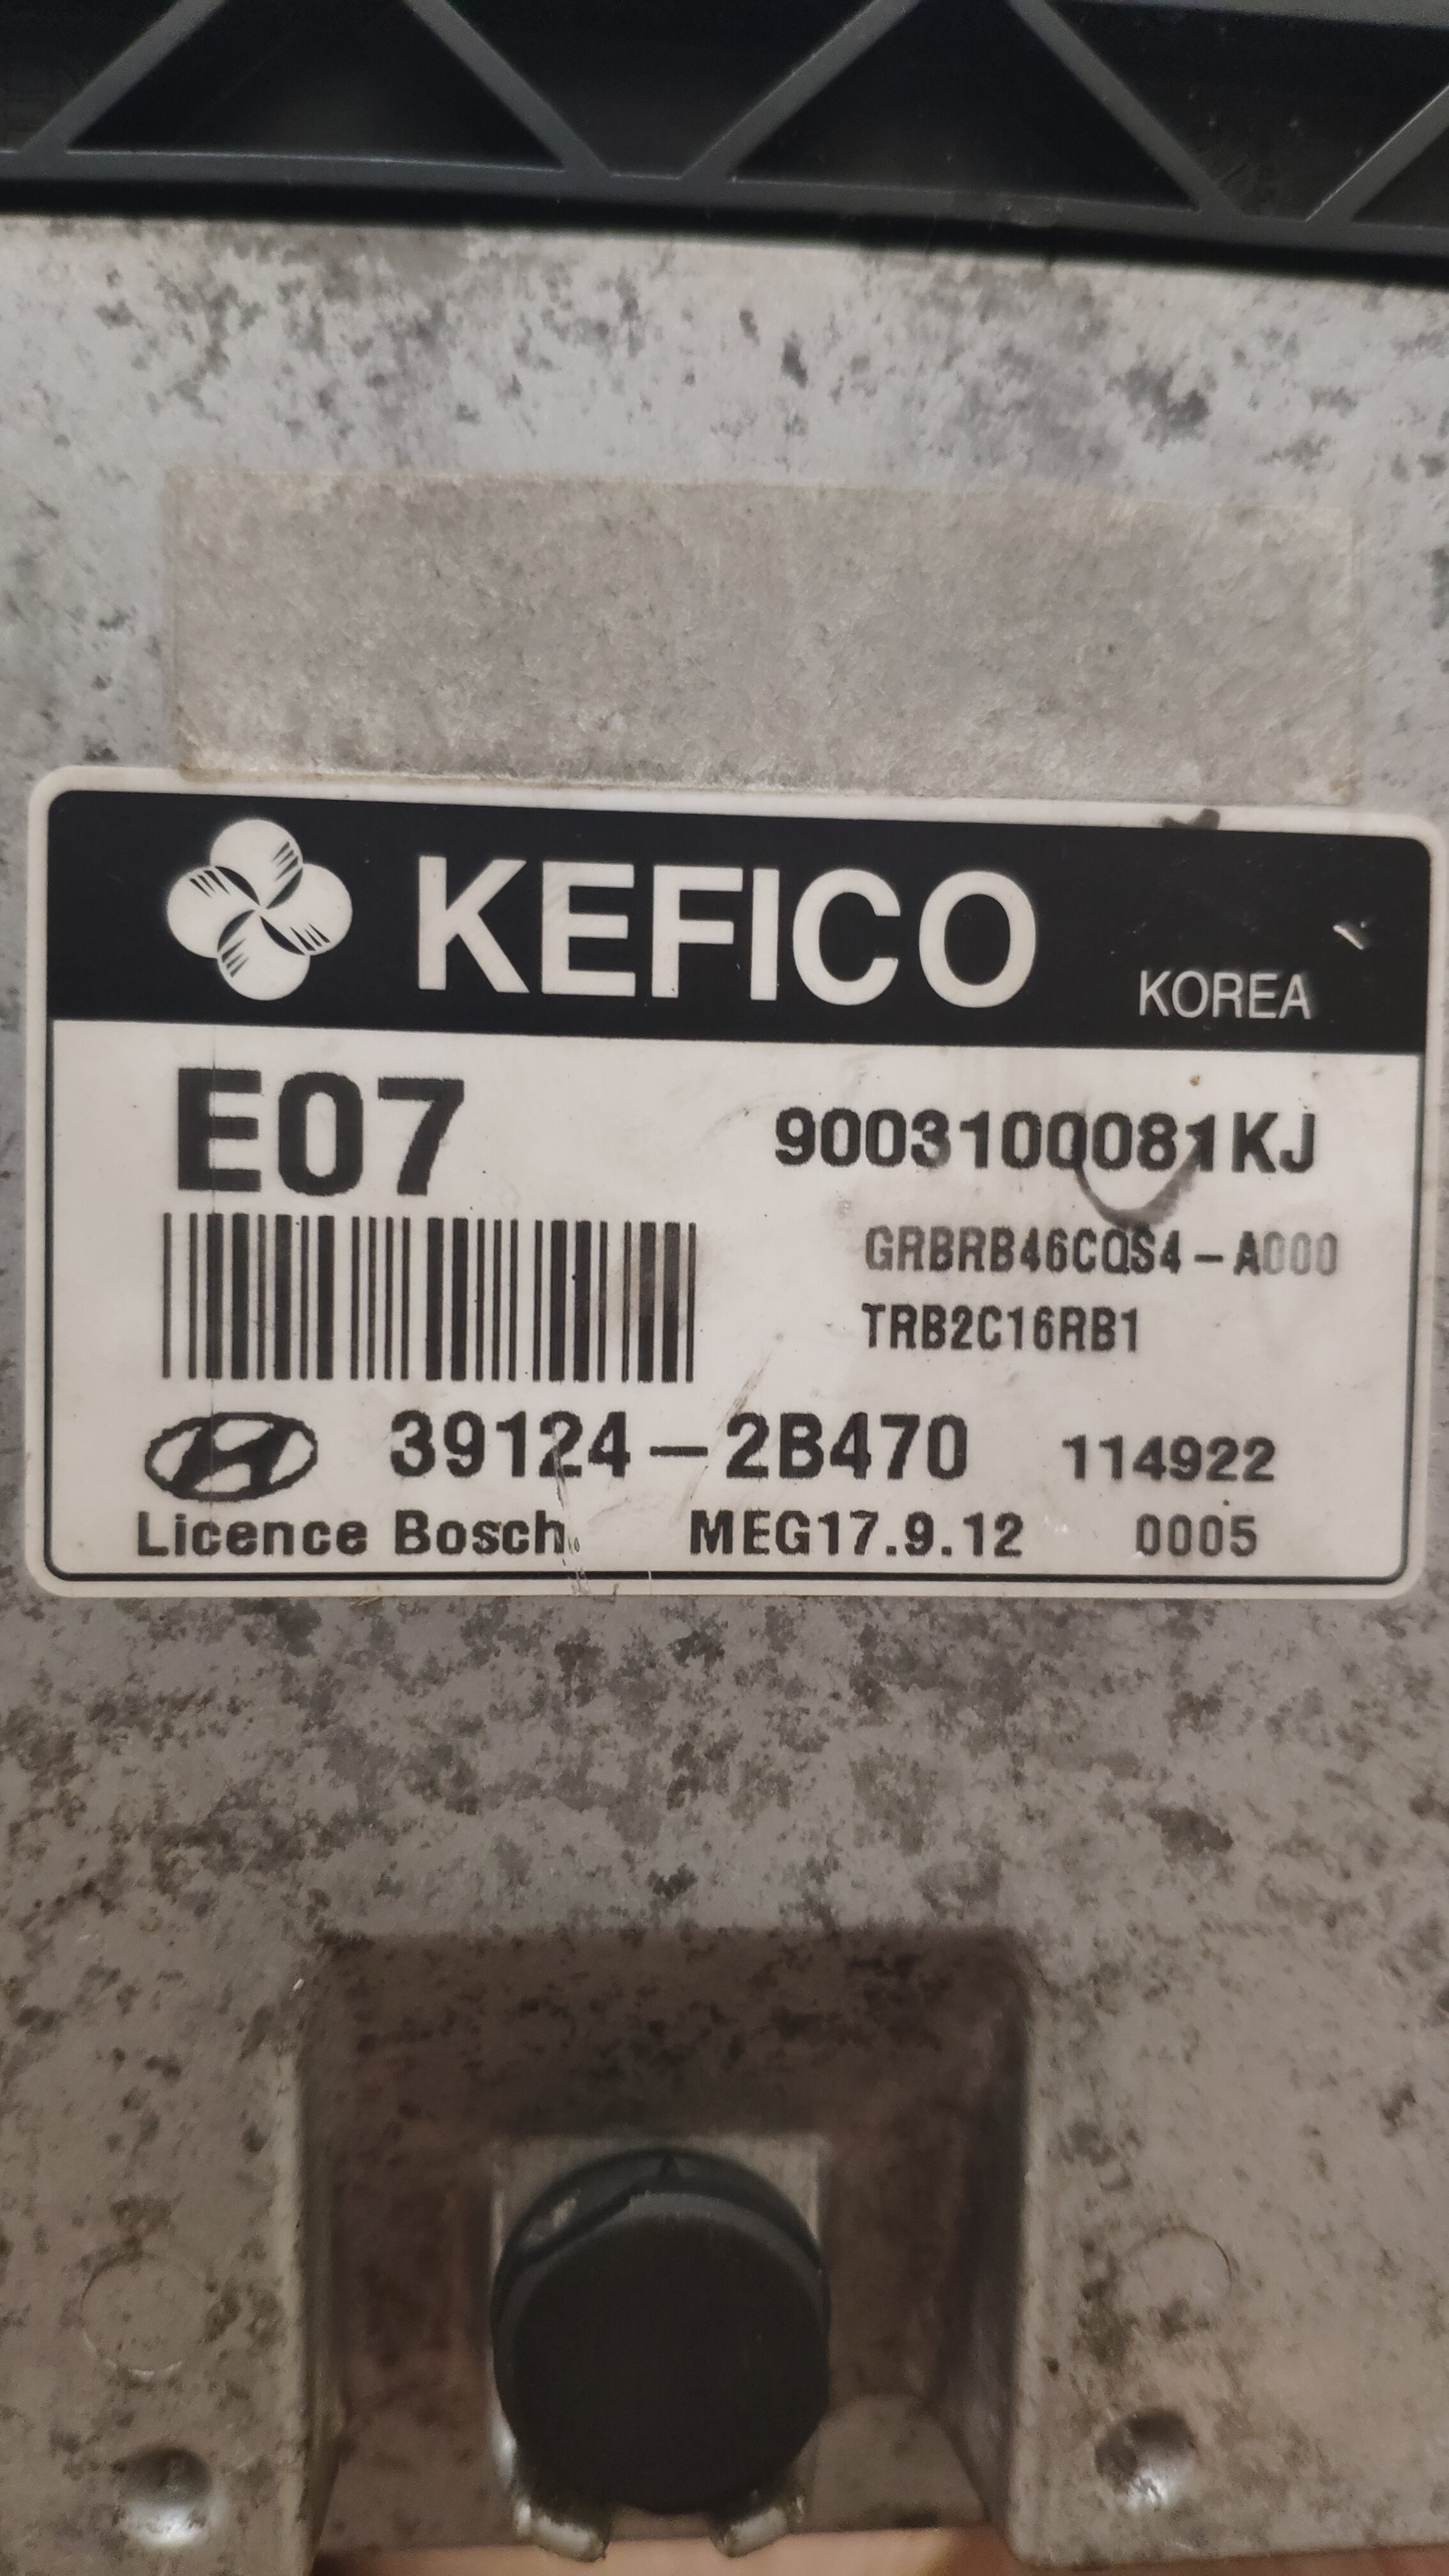 KEFICO KOREA
E07
9003100081KJ
GRBRB46CQS4-A000
TRB2C16RB1
39124-2B470 114922
Licence Bosch MEG17.9.12 0005